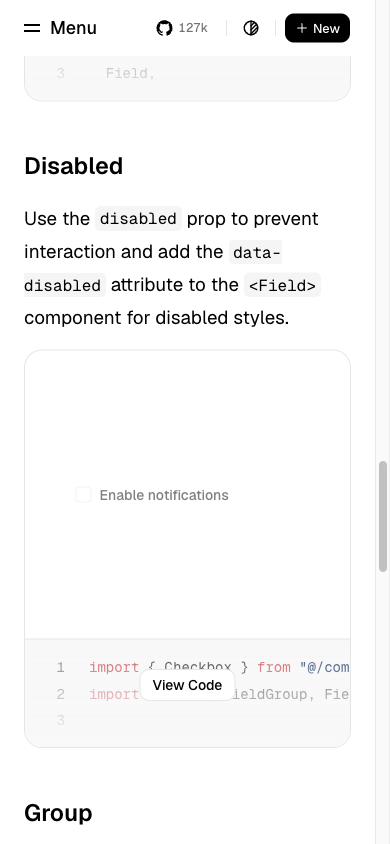 Menu
127k
New
3 Field,
Disabled
Use the disabled prop to prevent
interaction and add the data-
disabled attribute to the <Field>
component for disabled styles.
Enable notifications
1 import { Checkbox } from "@/com
2 import ieldGroup, Fie
View Code
3
Group